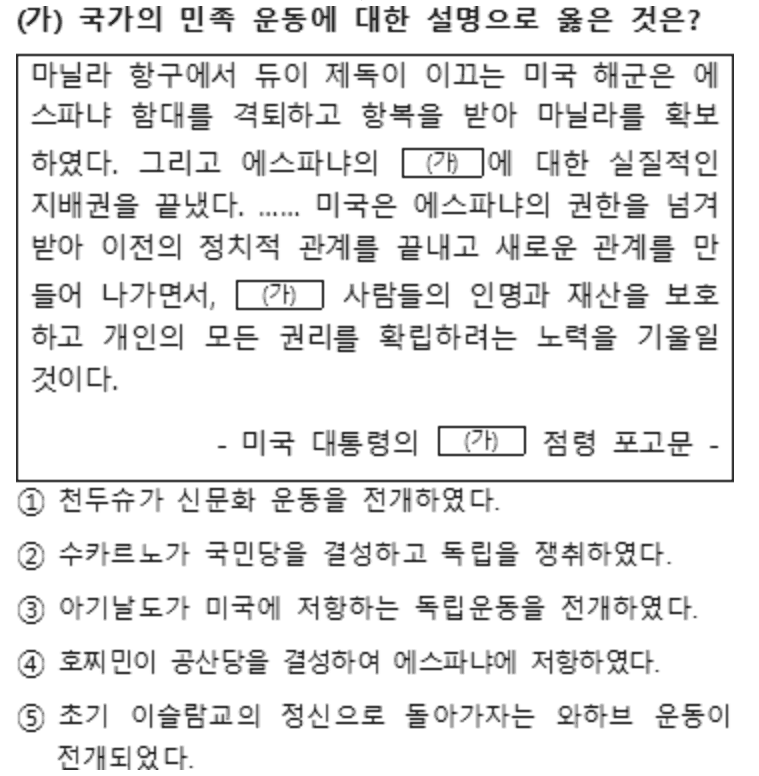 (가) 국가의 민족 운동에 대한 설명으로 옳은 것은?
마닐라 항구에서 듀이 제독이 이끄는 미국 해군은 에
스파냐 함대를 격퇴하고 항복을 받아 마닐라를 확보
하였다. 그리고 에스파냐의 (가) 에 대한 실질적인
지배권을 끝냈다. …… 미국은 에스파냐의 권한을 넘겨
받아 이전의 정치적 관계를 끝내고 새로운 관계를 만
들어 나가면서, (가) 사람들의 인명과 재산을 보호
하고 개인의 모든 권리를 확립하려는 노력을 기울일
것이다.
- 미국 대통령의 (가) 점령 포고문 -
① 천두슈가 신문화 운동을 전개하였다.
② 수카르노가 국민당을 결성하고 독립을 쟁취하였다.
③ 아기날도가 미국에 저항하는 독립운동을 전개하였다.
④ 호찌민이 공산당을 결성하여 에스파냐에 저항하였다.
⑤ 초기 이슬람교의 정신으로 돌아가자는 와하브 운동이
전개되었다.